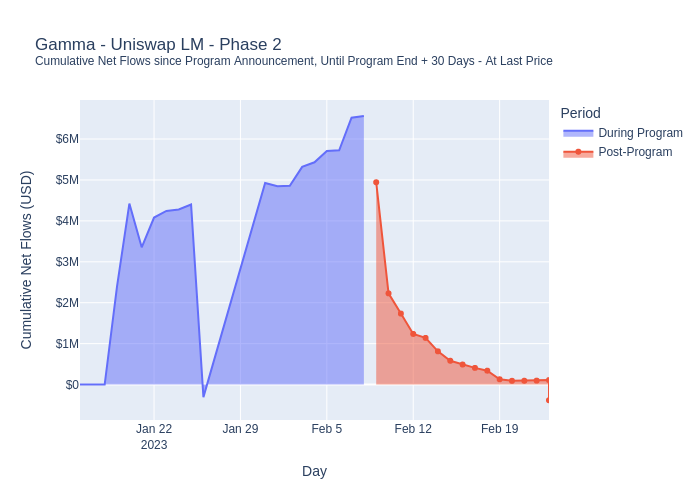 Gamma - Uniswap LM - Phase 2
Cumulative Net Flows since Program Announcement, Until Program End + 30 Days - At Last Price
Period
During Program
Post-Program
Cumulative Net Flows (USD)
$6M
$5M
$4M
$3M
$2M
$1M
$0
Jan 22
2023
Jan 29
Feb 5
Feb 12
Feb 19
Day